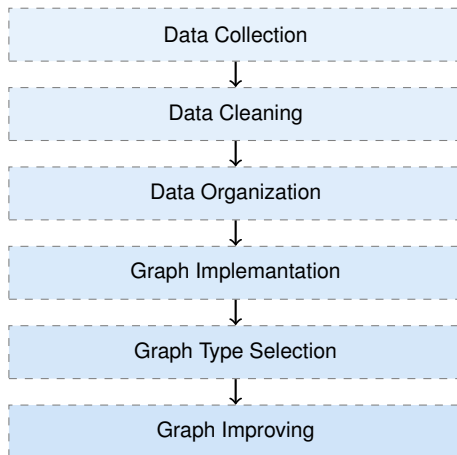 Data Collection
Data Cleaning
Data Organization
Graph Implemantation
Graph Type Selection
Graph Improving